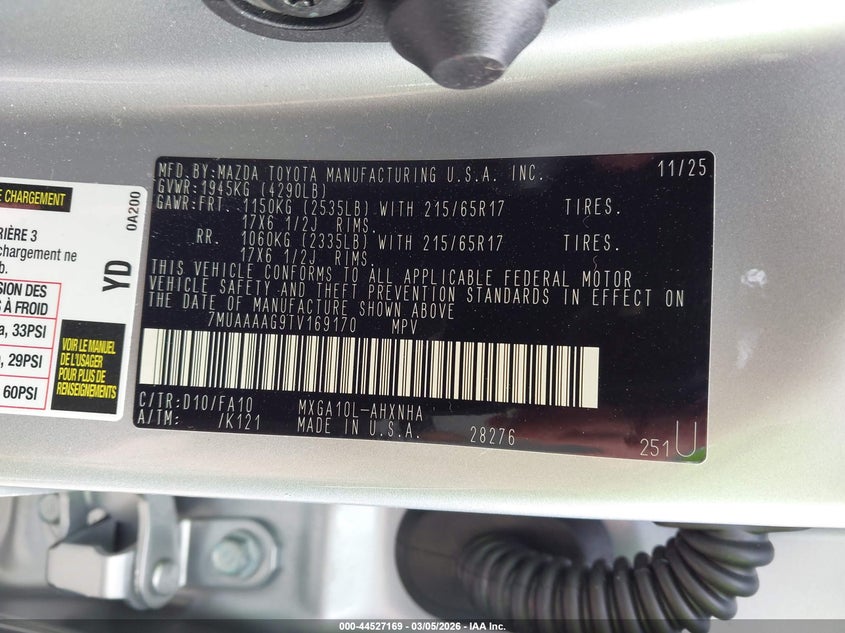 E CHARGEMENT
0A200
RIÈRE 3
chargement ne
b.
YD
SION DES
S À FROID
a, 33PSI
, 29PSI
60PSI
VOIR LE MANUEL
DE L'USAGER
POUR PLUS DE
RENSEIGNEMENTS
MFD.BY:MAZDA TOYOTA MANUFACTURING U.S.A. INC. 11/25
GVWR:1945KG (4290LB)
GAWR:FRT. 1150KG (2535LB) WITH 215/65R17 TIRES.
17X6 1/2J RIMS.
RR. 1060KG (2335LB) WITH 215/65R17 TIRES.
17X6 1/2J RIMS.
THIS VEHICLE CONFORMS TO ALL APPLICABLE FEDERAL MOTOR
VEHICLE SAFETY AND THEFT PREVENTION STANDARDS IN EFFECT ON
THE DATE OF MANUFACTURE SHOWN ABOVE
7MUAAAAG9TV169170 MPV
C/TR:D10/FA10 MXGA10L-AHXNHA
A/TM: /K121 MADE IN U.S.A. 28276 251U
000-44527169 - 03/05/2026 - IAA Inc.